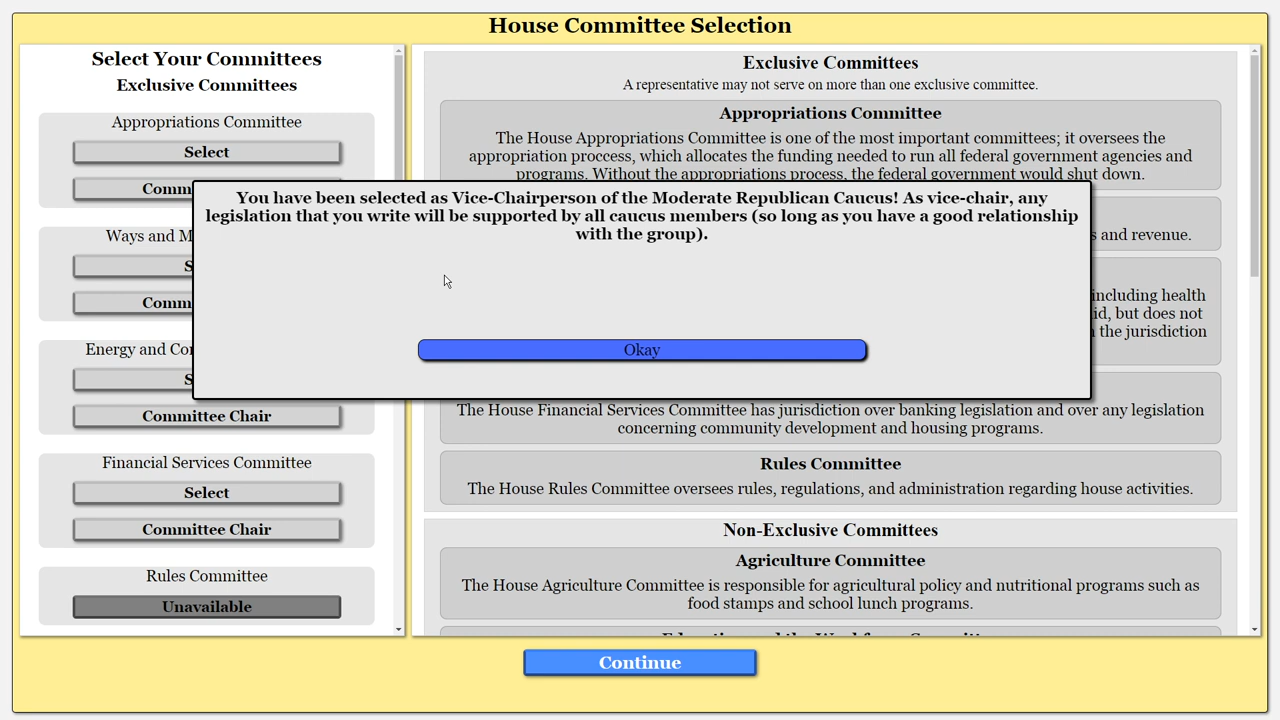 House Committee Selection
Select Your Committees
Exclusive Committees
Appropriations Committee
Select
Comm
Ways and M
S
Comm
Energy and Con
S
Committee Chair
Financial Services Committee
Select
Committee Chair
Rules Committee
Unavailable
Exclusive Committees
A representative may not serve on more than one exclusive committee.
Appropriations Committee
The House Appropriations Committee is one of the most important committees; it oversees the
appropriation proccess, which allocates the funding needed to run all federal government agencies and
programs. Without the appropriations process, the federal government would shut down.
s and revenue.
including health
id, but does not
the jurisdiction
The House Financial Services Committee has jurisdiction over banking legislation and over any legislation
concerning community development and housing programs.
Rules Committee
The House Rules Committee oversees rules, regulations, and administration regarding house activities.
Non-Exclusive Committees
Agriculture Committee
The House Agriculture Committee is responsible for agricultural policy and nutritional programs such as
food stamps and school lunch programs.
You have been selected as Vice-Chairperson of the Moderate Republican Caucus! As vice-chair, any
legislation that you write will be supported by all caucus members (so long as you have a good relationship
with the group).
Okay
Continue